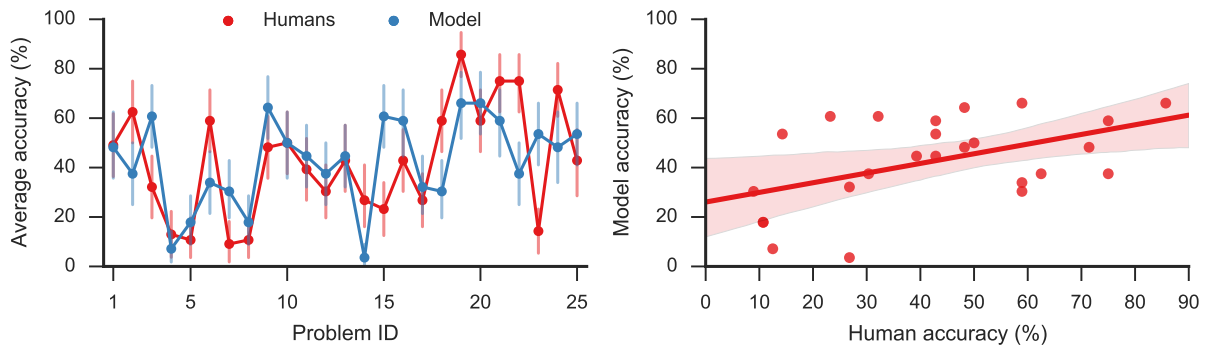 Humans Model
Average accuracy (%)
100
80
60
40
20
0
1 5 10 15 20 25
Problem ID
Model accuracy (%)
100
80
60
40
20
0
0 10 20 30 40 50 60 70 80 90
Human accuracy (%)